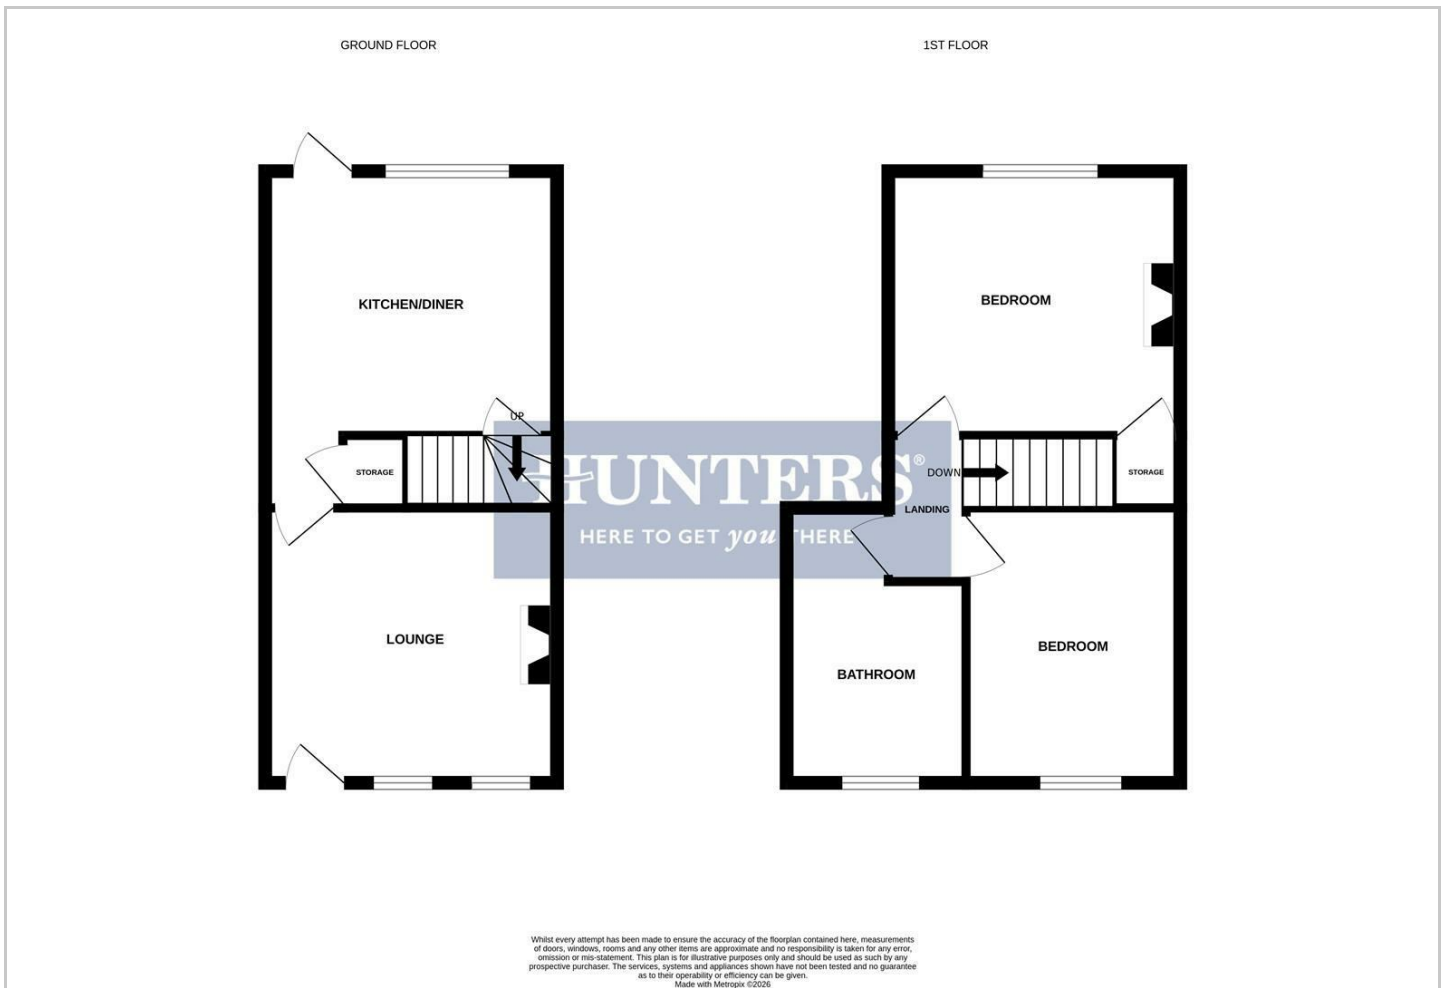 GROUND FLOOR
1ST FLOOR
KITCHEN/DINER
BEDROOM
UP
STORAGE
HUNTERS®
HERE TO GET you THERE
DOWN
STORAGE
LANDING
LOUNGE
BATHROOM
BEDROOM
Whilst every attempt has been made to ensure the accuracy of the floorplan contained here, measurements
of doors, windows, rooms and any other items are approximate and no responsibility is taken for any error,
omission or mis-statement. This plan is for illustrative purposes only and should be used as such by any
prospective purchaser. The services, systems and appliances shown have not been tested and no guarantee
as to their operability or efficiency can be given.
Made with Metropix ©2026